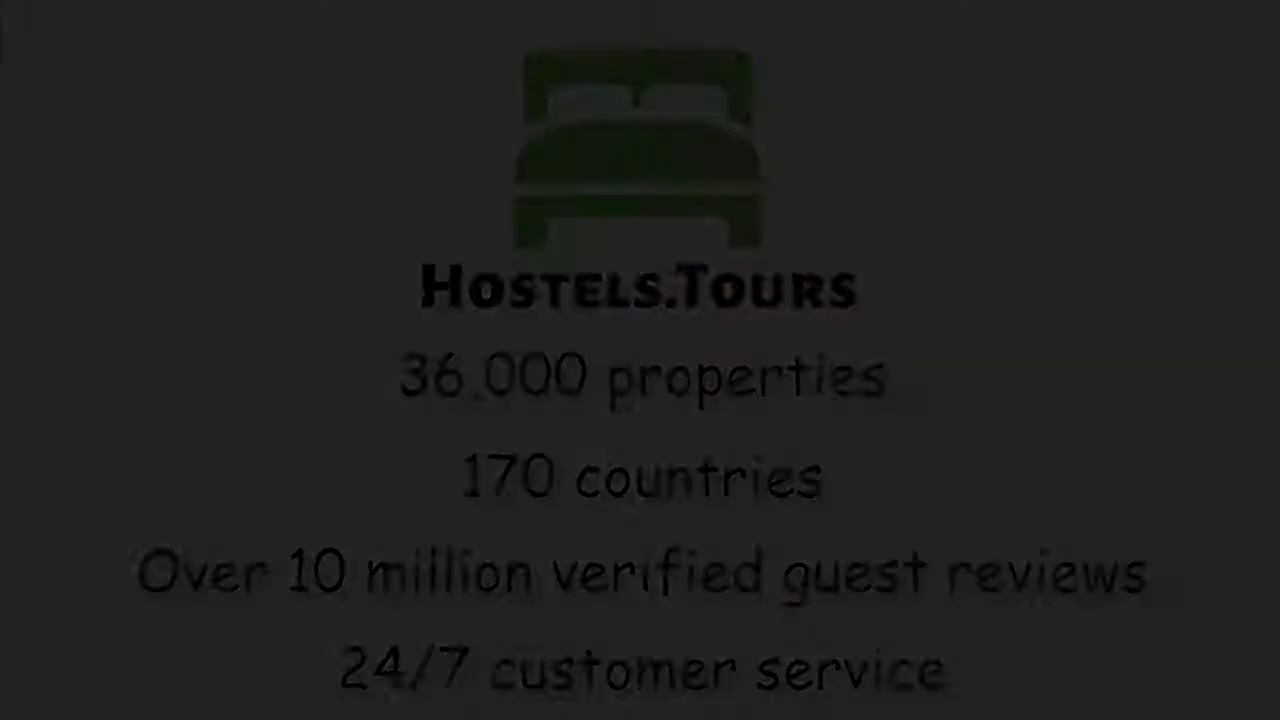 Hostels.Tours
36,000 properties
170 countries
Over 10 million verified guest reviews
24/7 customer service